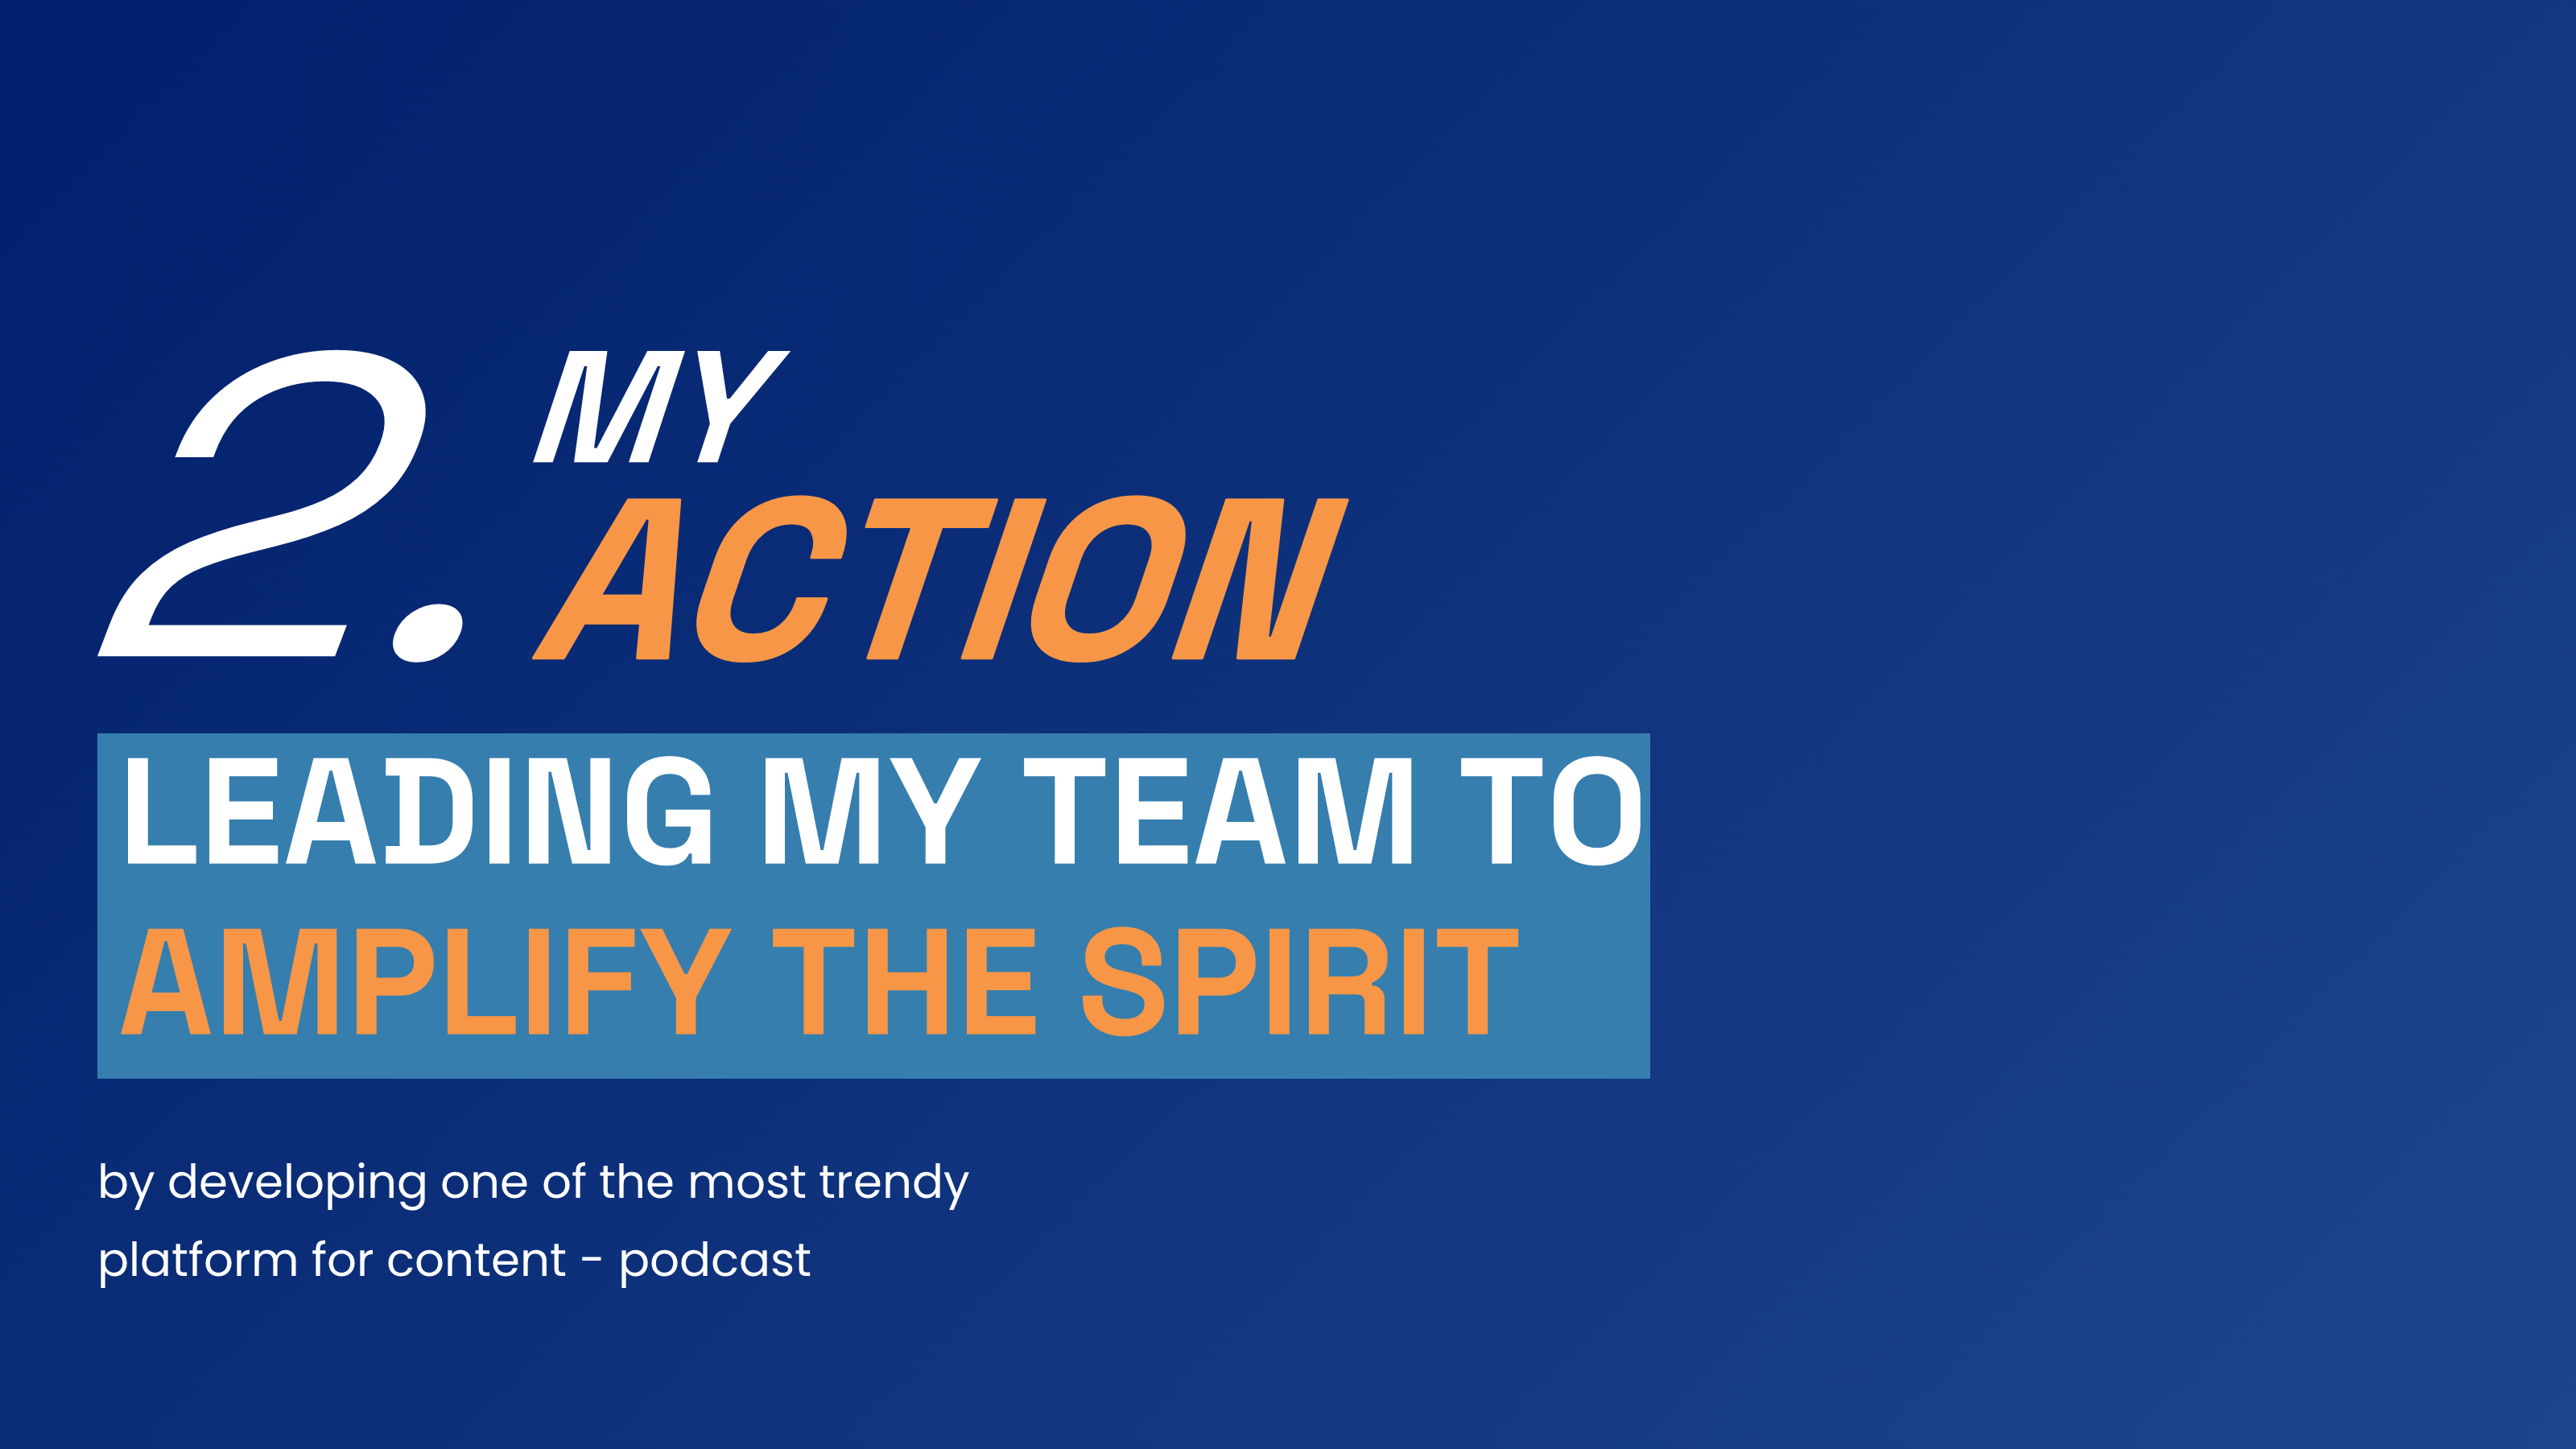 2. MY
ACTION
LEADING MY TEAM TO
AMPLIFY THE SPIRIT
by developing one of the most trendy
platform for content - podcast